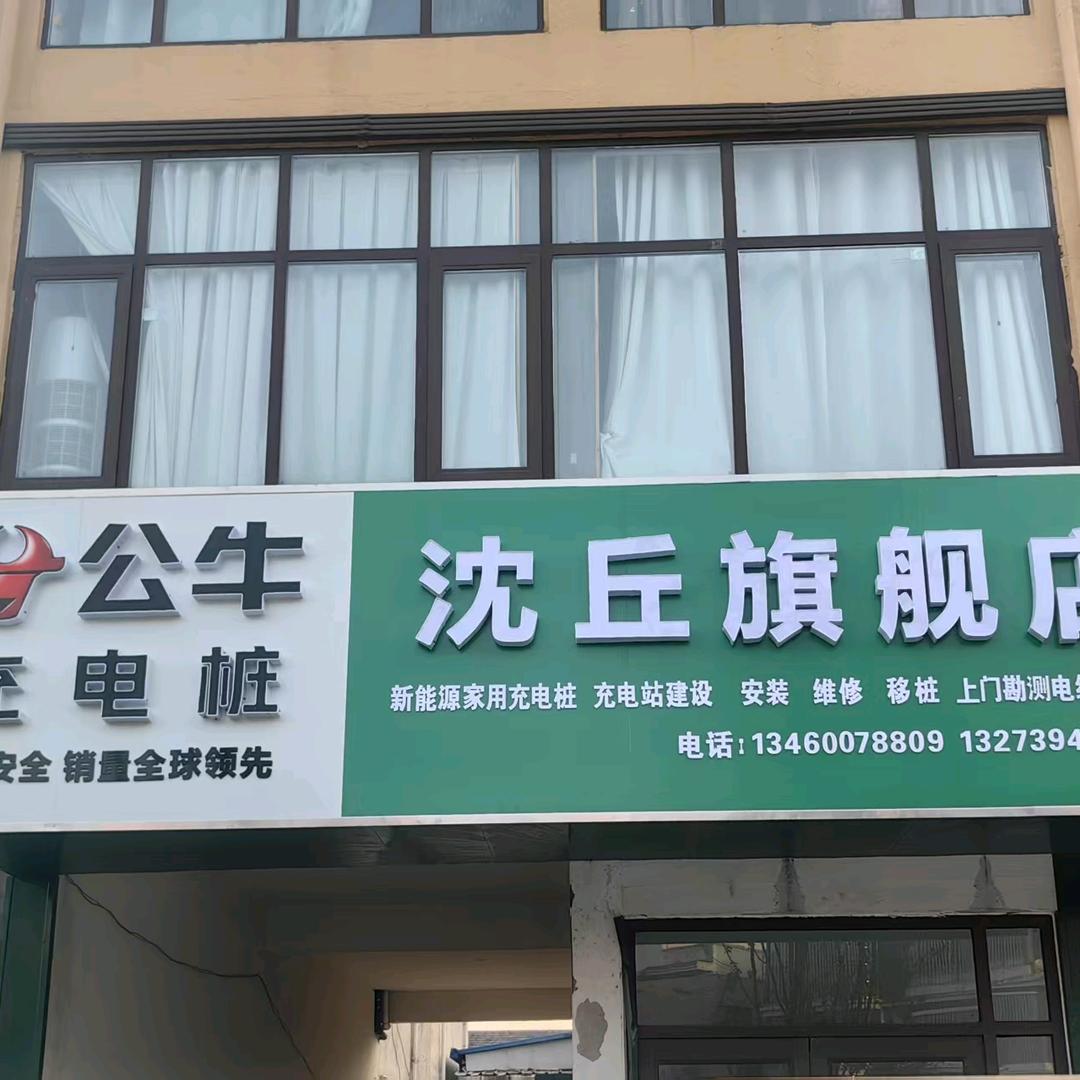 公牛
充电桩
安全 销量全球领先
沈丘旗舰店
新能源家用充电桩 充电站建设 安装 维修 移桩 上门勘测电
电话:13460078809 1327394